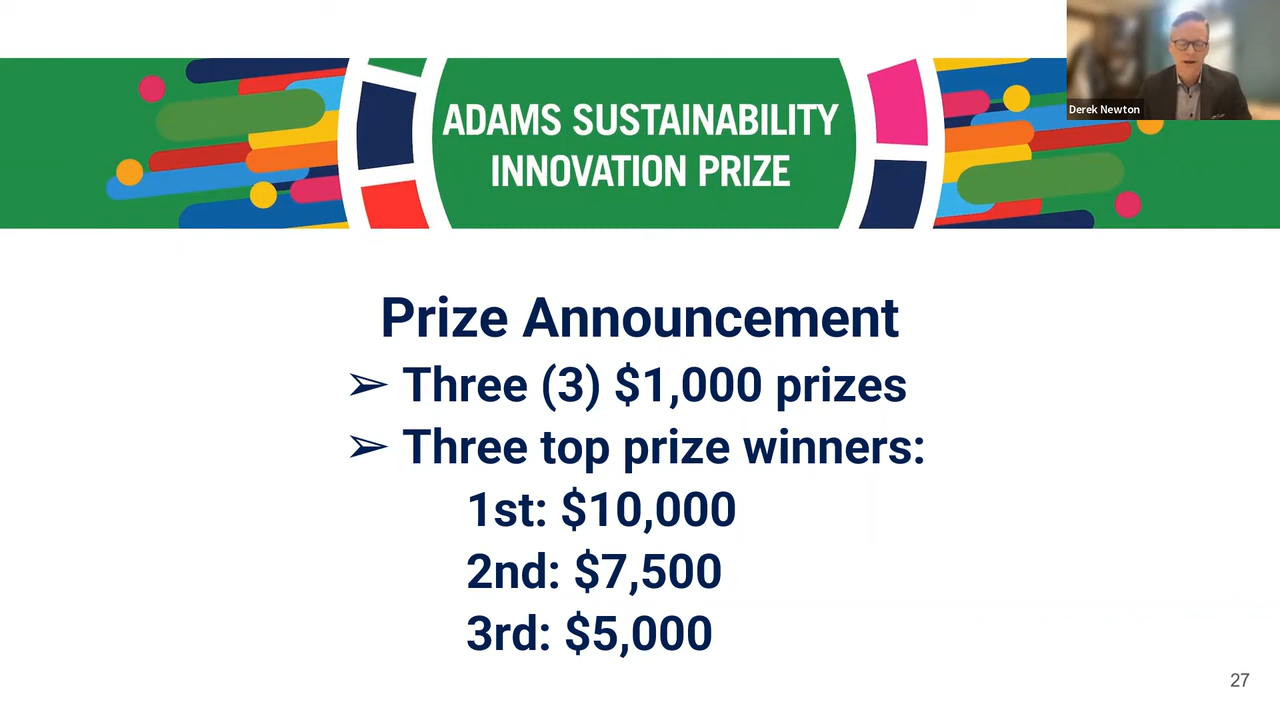 ADAMS SUSTAINABILITY
INNOVATION PRIZE
Derek Newton
Prize Announcement
➢ Three (3) $1,000 prizes
➢ Three top prize winners:
1st: $10,000
2nd: $7,500
3rd: $5,000
27